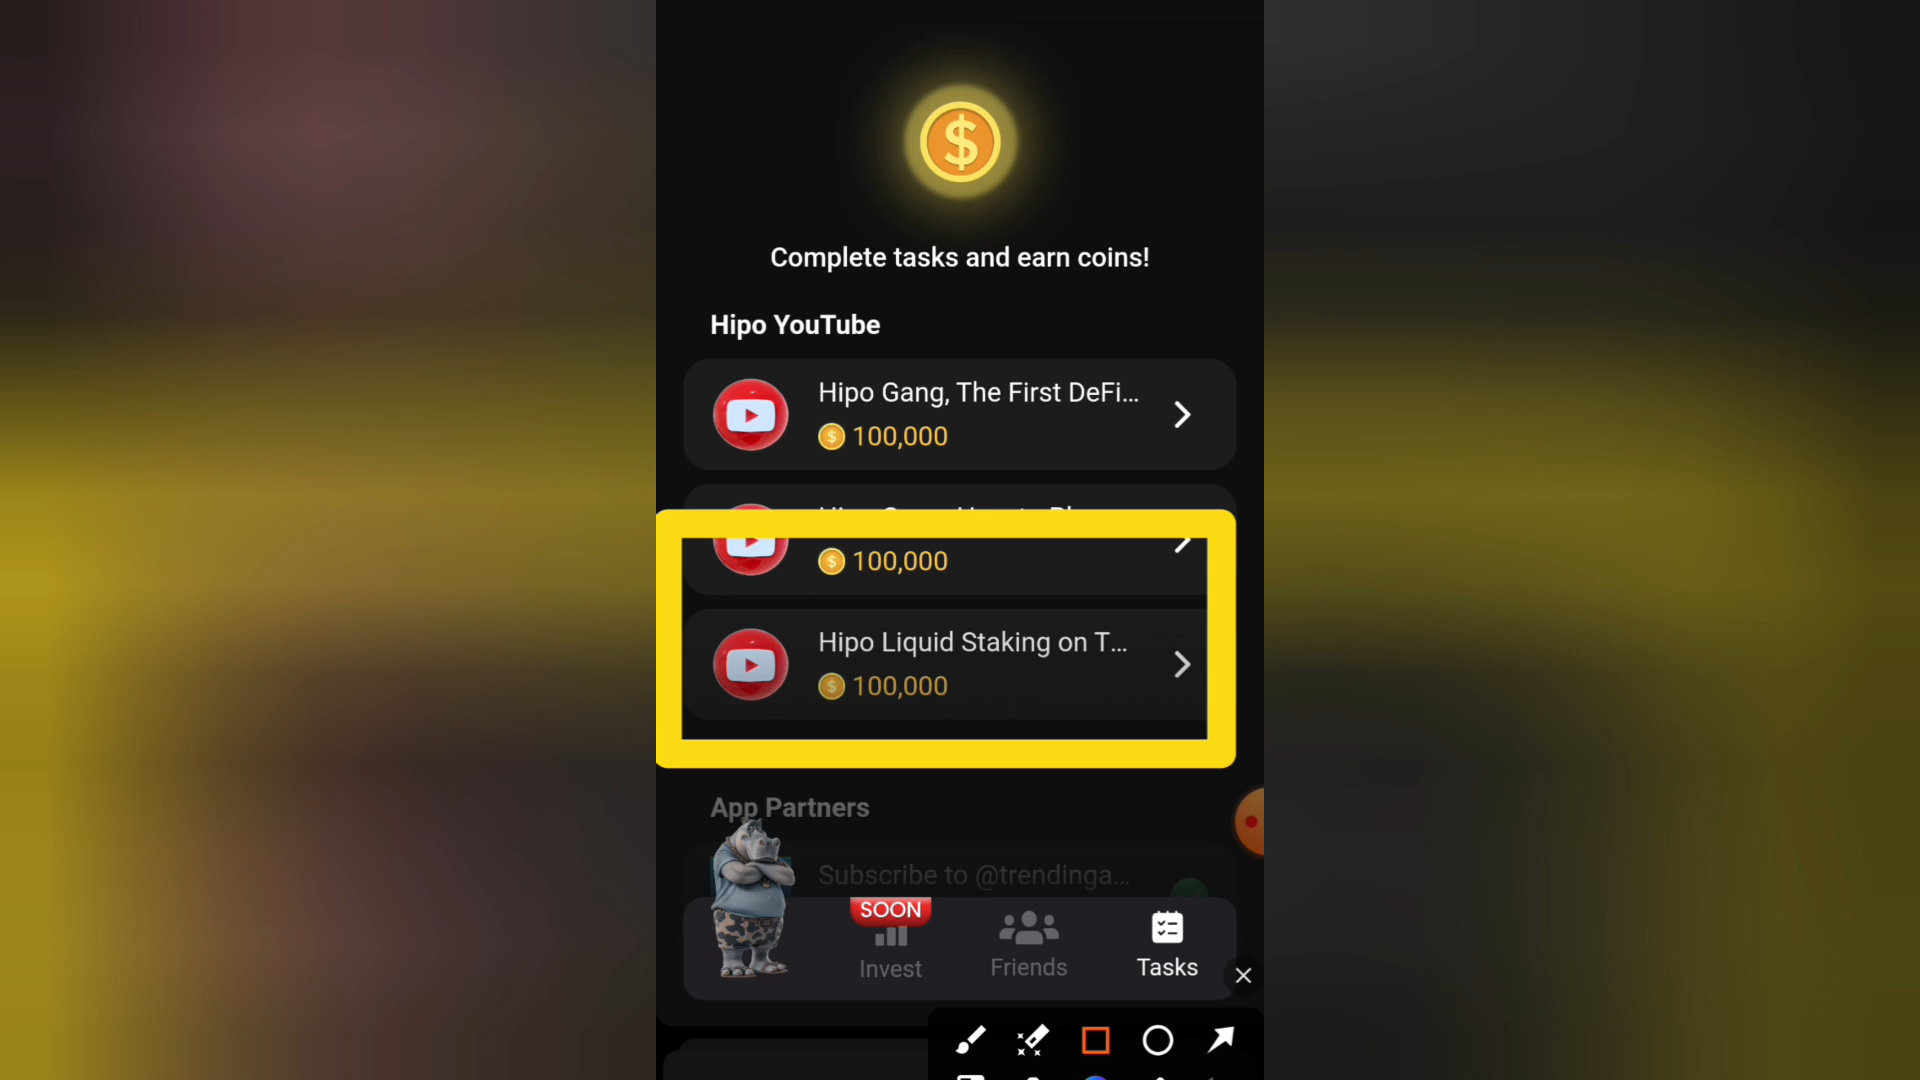 Complete tasks and earn coins!
Hipo YouTube
Hipo Gang, The First DeFi...
100,000
100,000
Hipo Liquid Staking on T...
100,000
App Partners
Subscribe to @trendinga...
SOON
Invest
Friends
Tasks